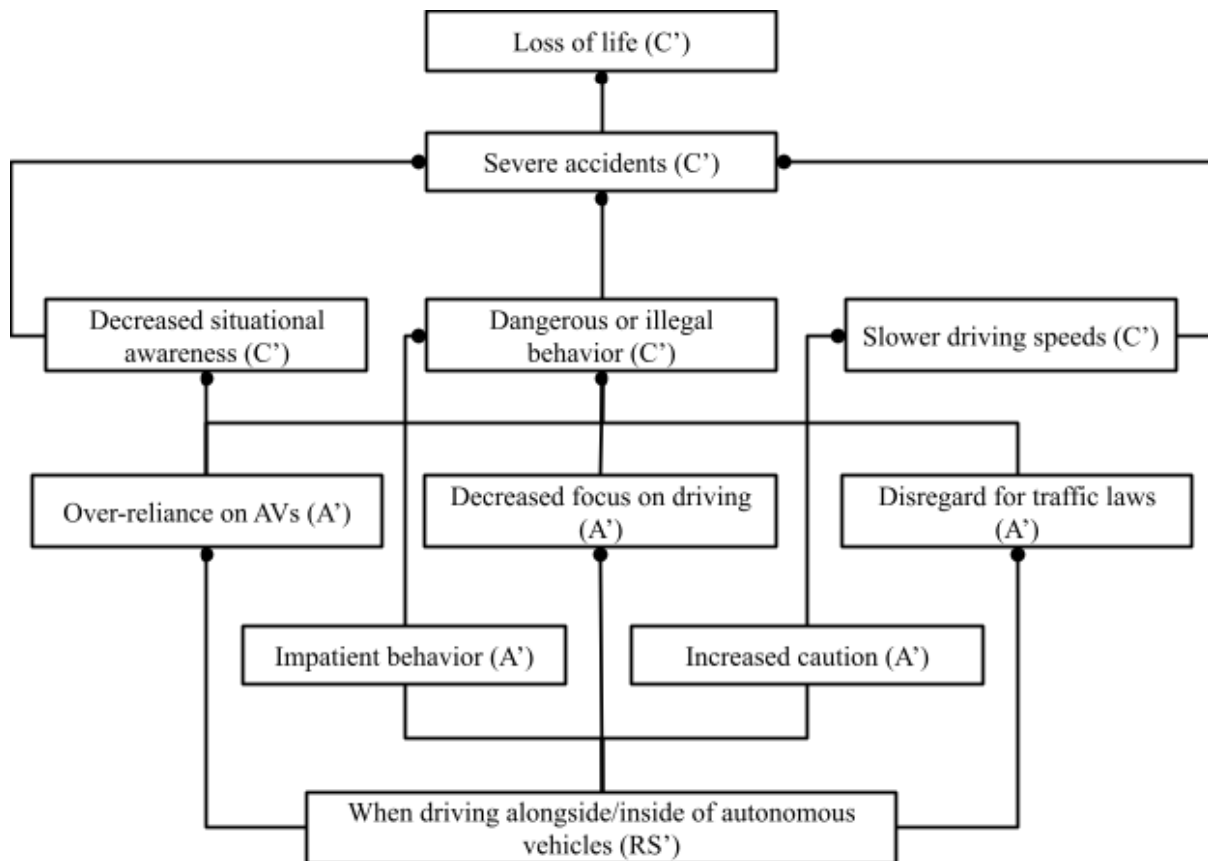 Loss of life (C’)
Severe accidents (C’)
Decreased situational
awareness (C’)
Dangerous or illegal
behavior (C’)
Slower driving speeds (C’)
Over-reliance on AVs (A’)
Decreased focus on driving
(A’)
Disregard for traffic laws
(A’)
Impatient behavior (A’)
Increased caution (A’)
When driving alongside/inside of autonomous
vehicles (RS’)